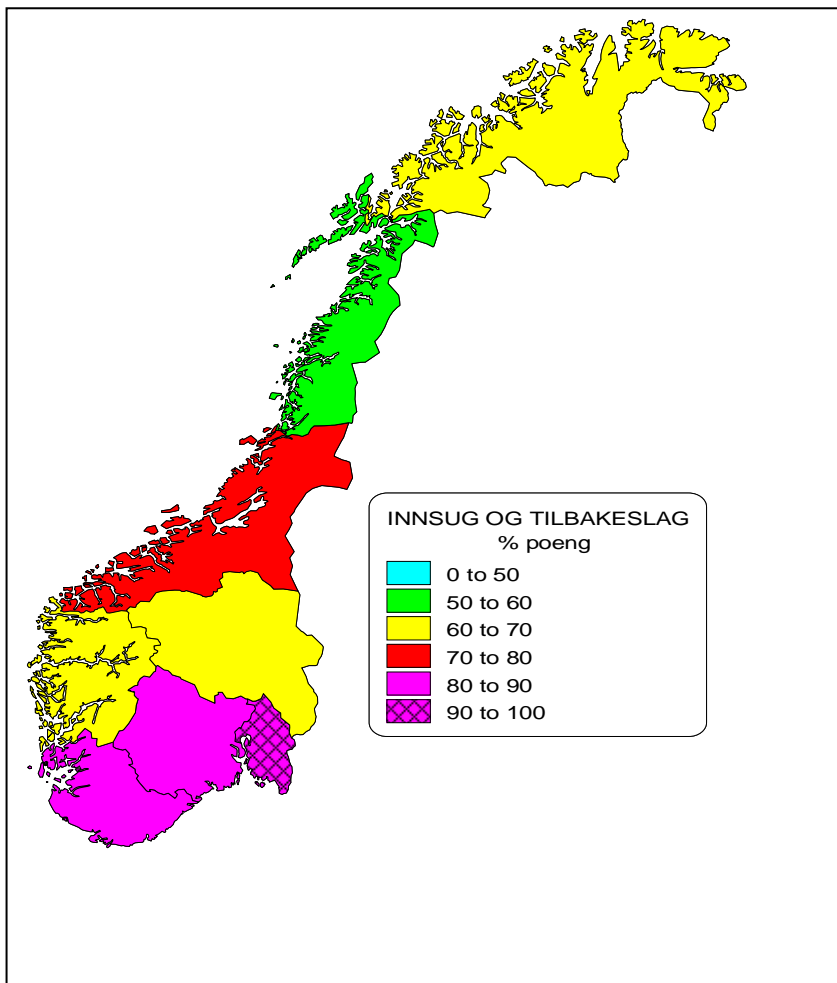 INNSUG OG TILBAKESLAG
% poeng
0 to 50
50 to 60
60 to 70
70 to 80
80 to 90
90 to 100